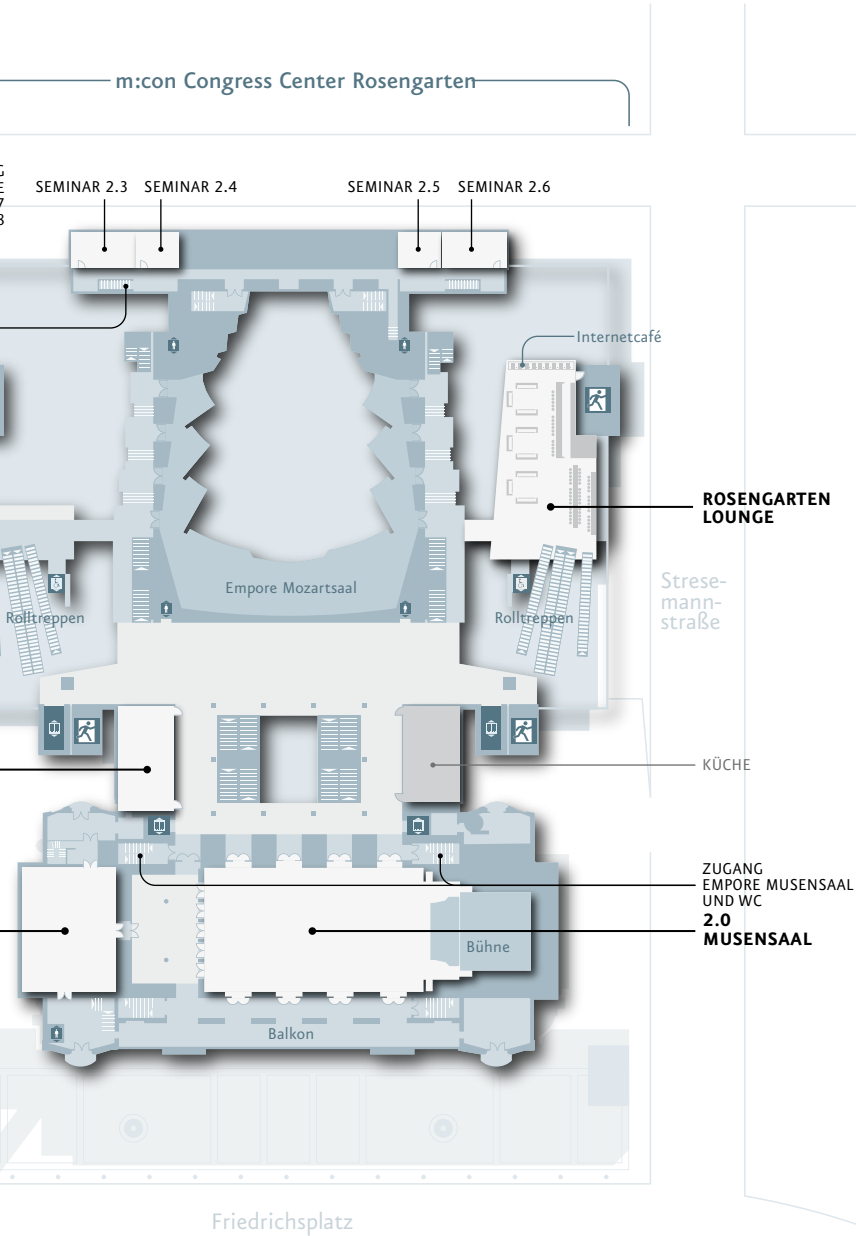 m:con Congress Center Rosengarten
G
E
7
8
SEMINAR 2.3
SEMINAR 2.4
SEMINAR 2.5
SEMINAR 2.6
Internetcafé
ROSENGARTEN
LOUNGE
Empore Mozartsaal
Strese-
mann-
straße
Rolltreppen
Rolltreppen
KÜCHE
ZUGANG
EMPORE MUSENSAAL
UND WC
2.0
MUSENSAAL
Bühne
Balkon
Friedrichsplatz